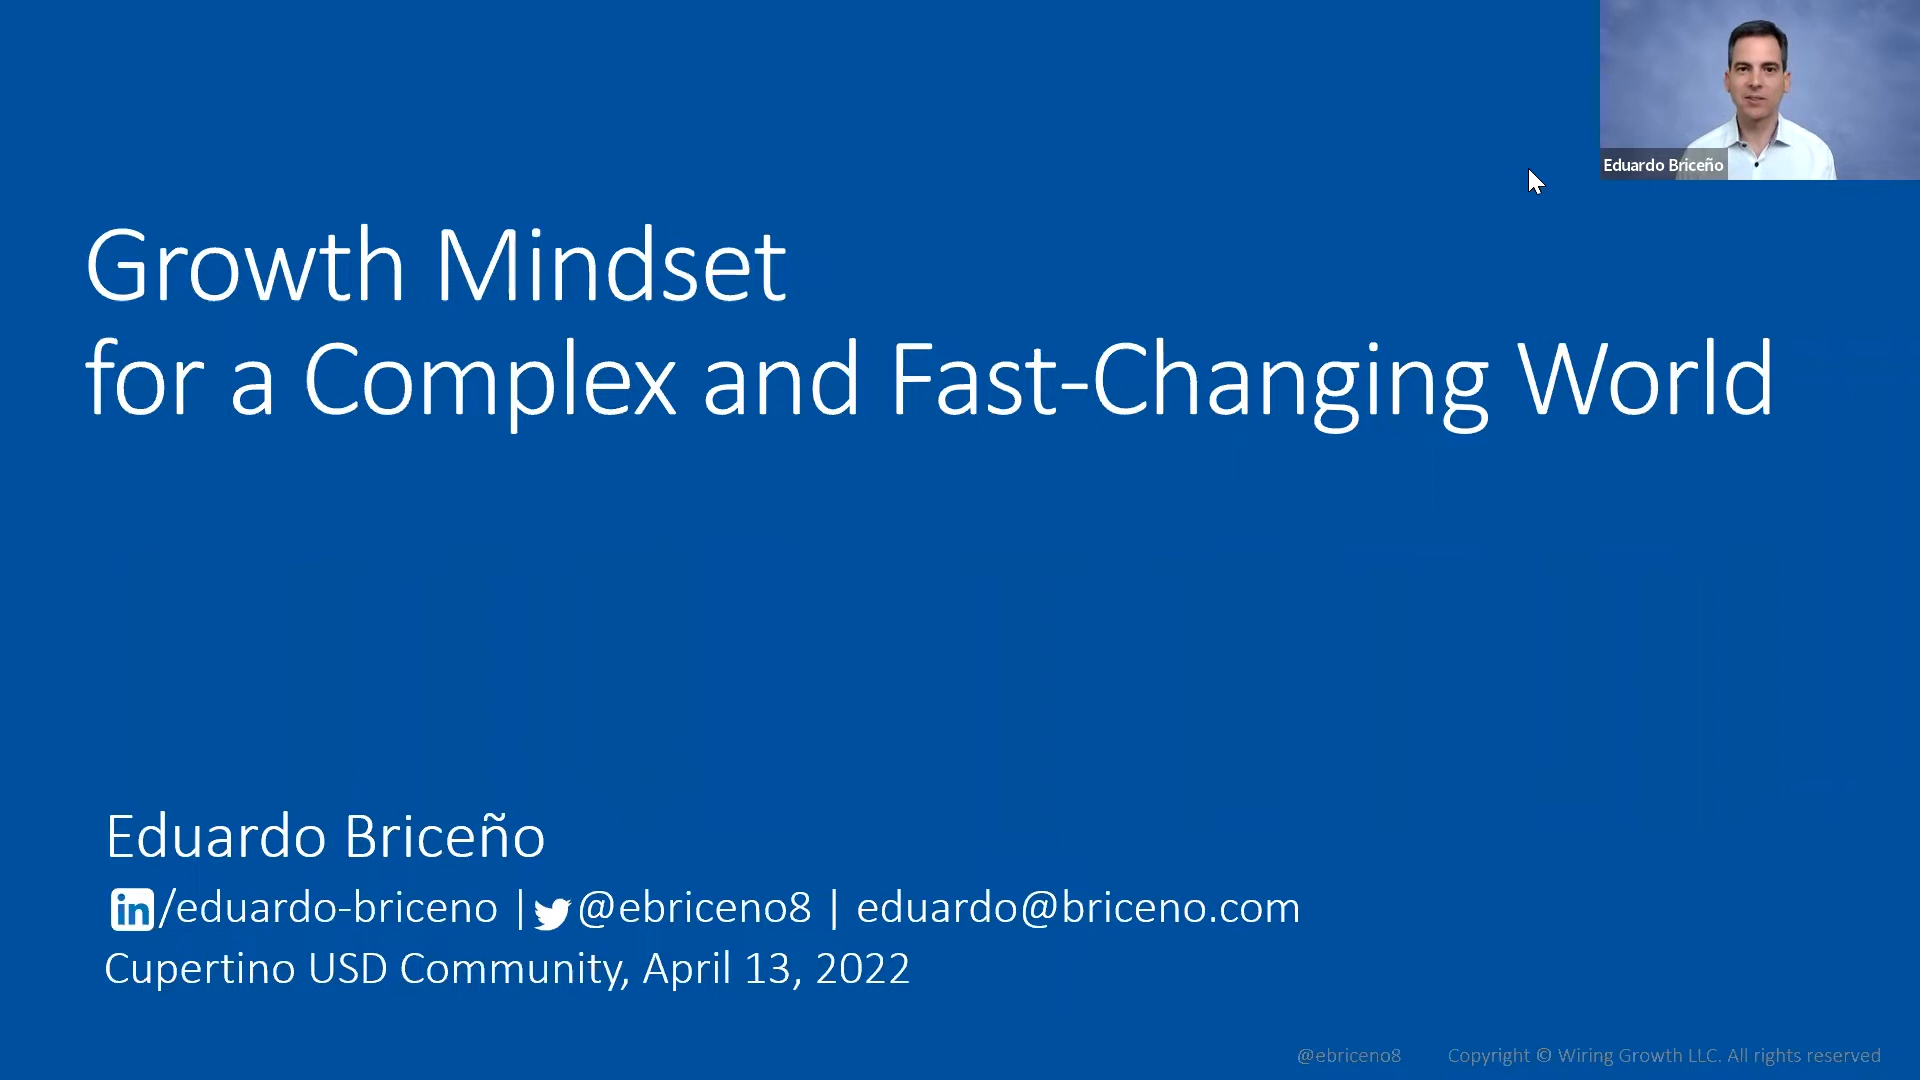 Eduardo Briceño
Growth Mindset
for a Complex and Fast-Changing World
Eduardo Briceño
in/eduardo-briceno | @ebriceno8 | eduardo@briceno.com
Cupertino USD Community, April 13, 2022
@ebriceno8 Copyright © Wiring Growth LLC. All rights reserved